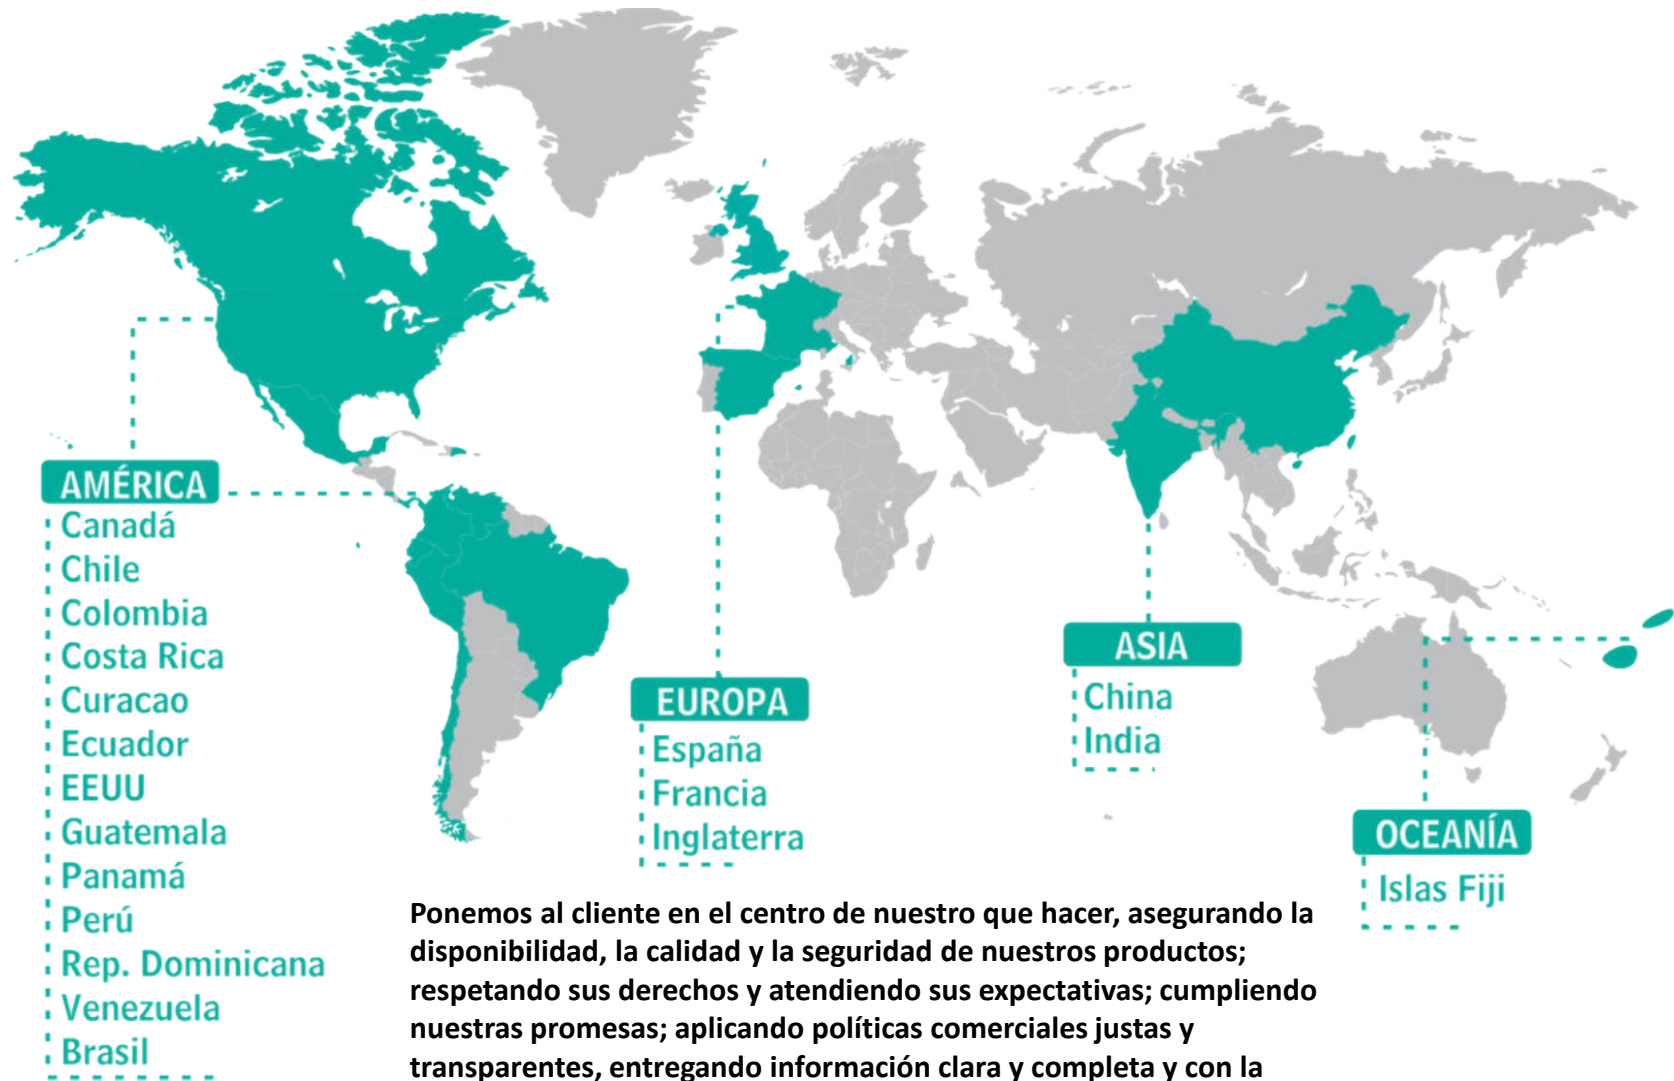 AMÉRICA
Canadá
Chile
Colombia
Costa Rica
Curacao
Ecuador
EEUU
Guatemala
Panamá
Perú
Rep. Dominicana
Venezuela
Brasil
EUROPA
España
Francia
Inglaterra
ASIA
China
India
OCEANÍA
Islas Fiji
Ponemos al cliente en el centro de nuestro que hacer, asegurando la
disponibilidad, la calidad y la seguridad de nuestros productos;
respetando sus derechos y atendiendo sus expectativas; cumpliendo
nuestras promesas; aplicando políticas comerciales justas y
transparentes, entregando información clara y completa y con la